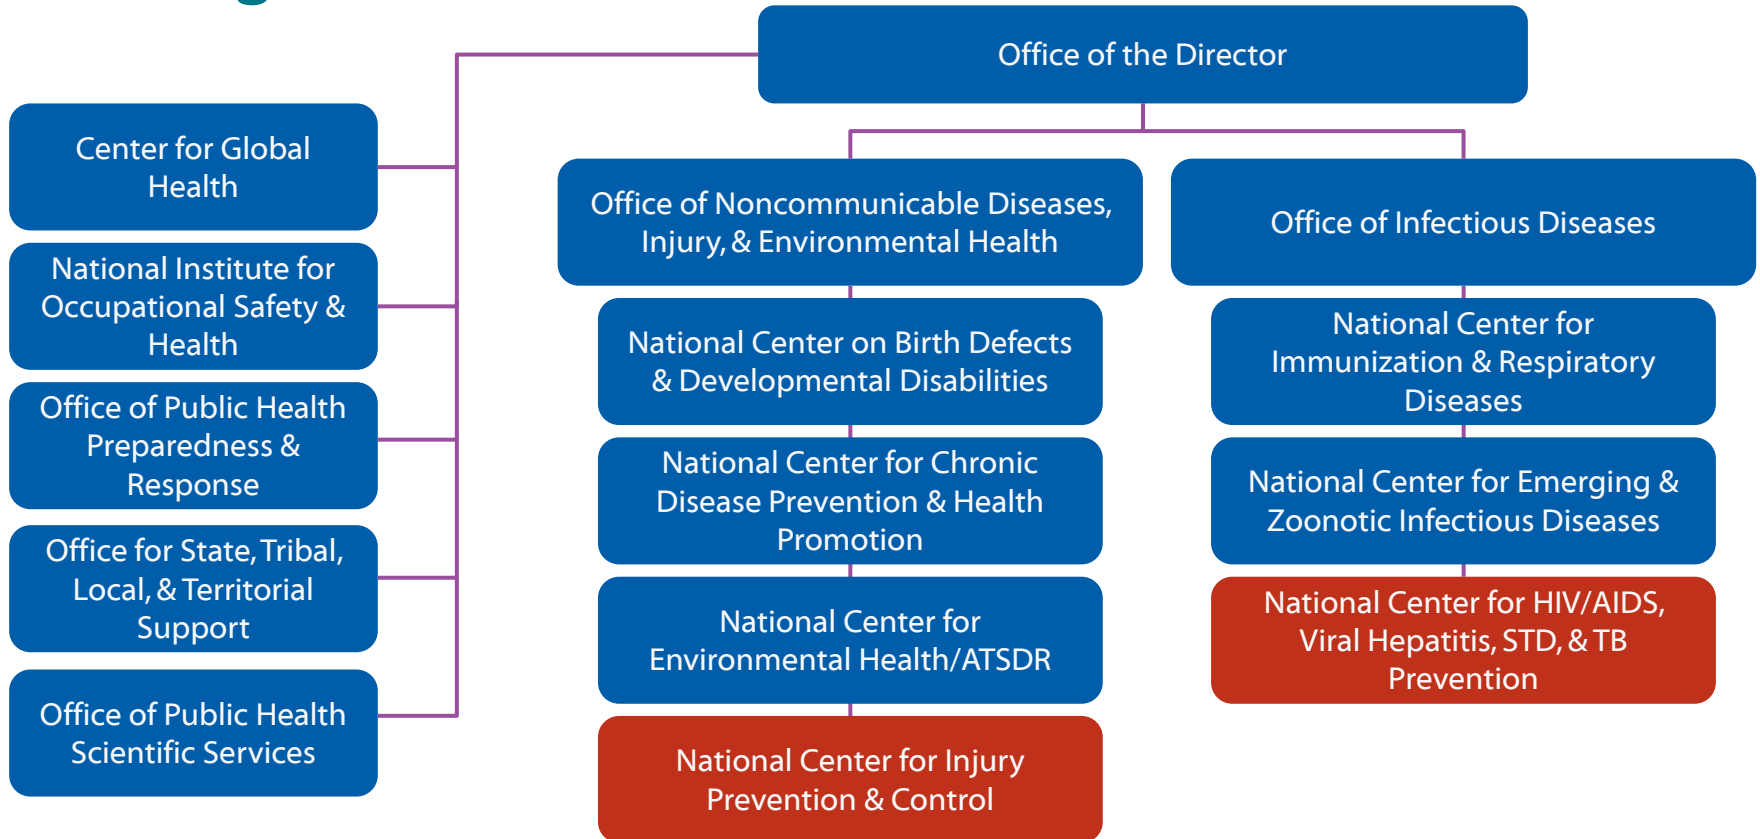 Office of the Director
Center for Global
Health
National Institute for
Occupational Safety &
Health
Office of Public Health
Preparedness &
Response
Office for State, Tribal,
Local, & Territorial
Support
Office of Public Health
Scientific Services
Office of Noncommunicable Diseases,
Injury, & Environmental Health
National Center on Birth Defects
& Developmental Disabilities
National Center for Chronic
Disease Prevention & Health
Promotion
National Center for
Environmental Health/ATSDR
National Center for Injury
Prevention & Control
Office of Infectious Diseases
National Center for
Immunization & Respiratory
Diseases
National Center for Emerging &
Zoonotic Infectious Diseases
National Center for HIV/AIDS,
Viral Hepatitis, STD, & TB
Prevention